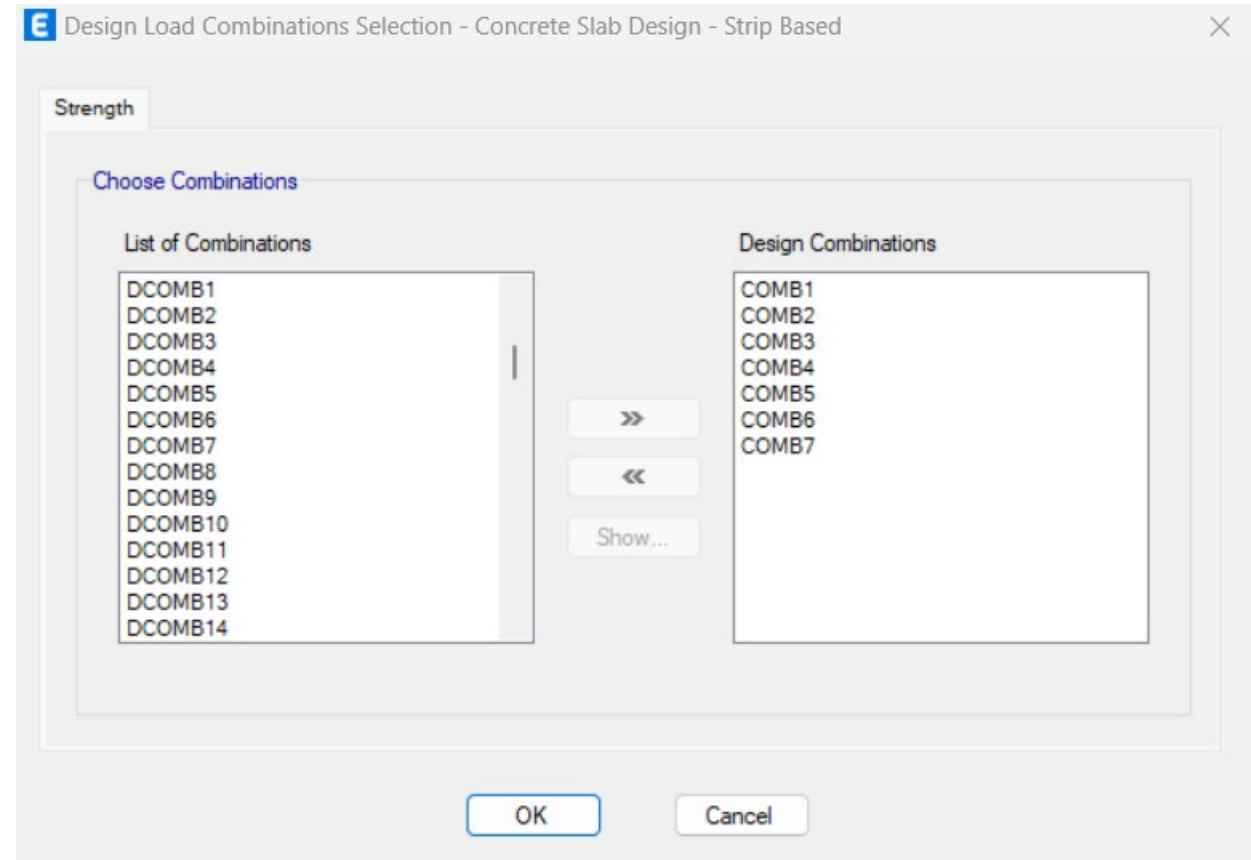 E Design Load Combinations Selection - Concrete Slab Design - Strip Based
Strength
Choose Combinations
List of Combinations
DCOMB1
DCOMB2
DCOMB3
DCOMB4
DCOMB5
DCOMB6
DCOMB7
DCOMB8
DCOMB9
DCOMB10
DCOMB11
DCOMB12
DCOMB13
DCOMB14
>>
<<
Show...
Design Combinations
COMB1
COMB2
COMB3
COMB4
COMB5
COMB6
COMB7
OK
Cancel